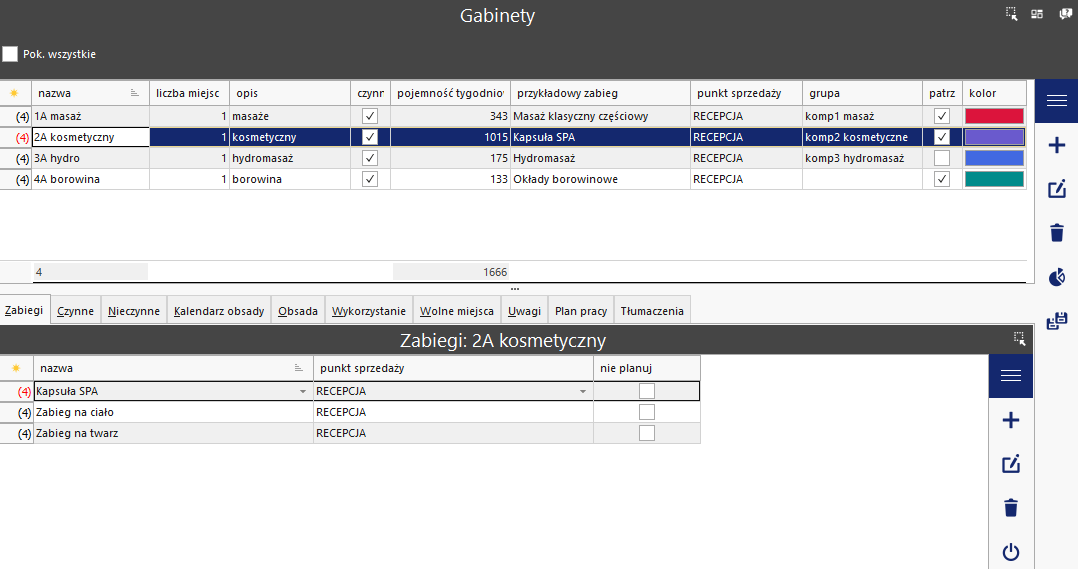 Gabinety
Pok. wszystkie
nazwa liczba miejsc opis czynn pojemność tygodnio przykładowy zabieg punkt sprzedaży grupa patrz kolor
(4) 1A masaż 1 masaże 343 Masaż klasyczny częściowy RECEPCJA komp1 masaż
(4) 2A kosmetyczny 1 kosmetyczny 1015 Kapsuła SPA RECEPCJA komp2 kosmetyczne
(4) 3A hydro 1 hydromasaż 175 Hydromasaż RECEPCJA komp3 hydromasaż
(4) 4A borowina 1 borowina 133 Okłady borowinowe RECEPCJA
4 1666
Zabiegi Czynne Nieczynne Kalendarz obsady Obsada Wykorzystanie Wolne miejsca Uwagi Plan pracy Tłumaczenia
Zabiegi: 2A kosmetyczny
nazwa punkt sprzedaży nie planuj
(4) Kapsuła SPA RECEPCJA
(4) Zabieg na ciało RECEPCJA
(4) Zabieg na twarz RECEPCJA